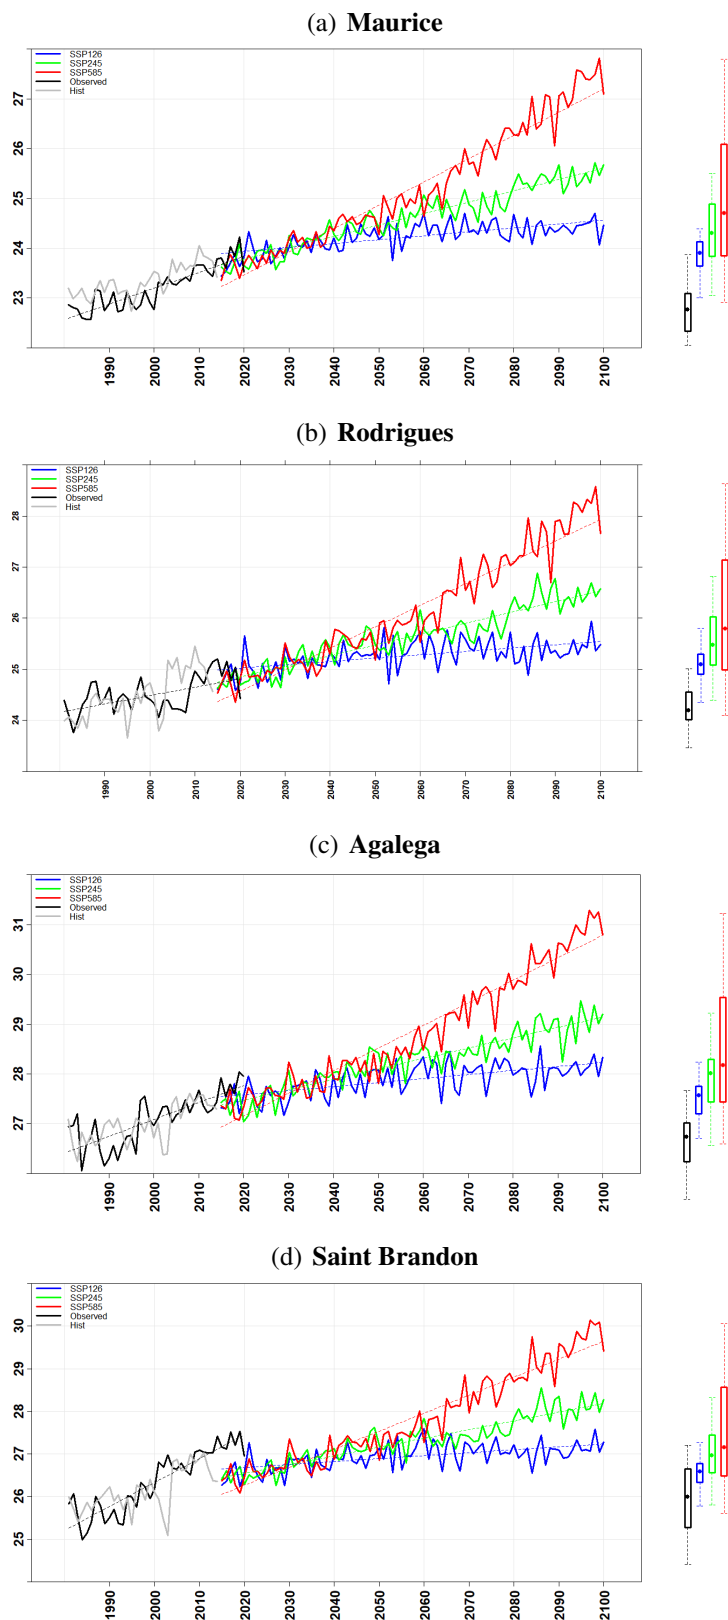 (a) Maurice
SSP126
SSP245
SSP585
Observed
Hist
27
26
25
24
23
1990 2000 2010 2020 2030 2040 2050 2060 2070 2080 2090 2100
(b) Rodrigues
SSP126
SSP245
SSP585
Observed
Hist
28
27
26
25
24
1990 2000 2010 2020 2030 2040 2050 2060 2070 2080 2090 2100
(c) Agalega
SSP126
SSP245
SSP585
Observed
Hist
31
30
29
28
27
1990 2000 2010 2020 2030 2040 2050 2060 2070 2080 2090 2100
(d) Saint Brandon
SSP126
SSP245
SSP585
Observed
Hist
30
29
28
27
26
25
1990 2000 2010 2020 2030 2040 2050 2060 2070 2080 2090 2100